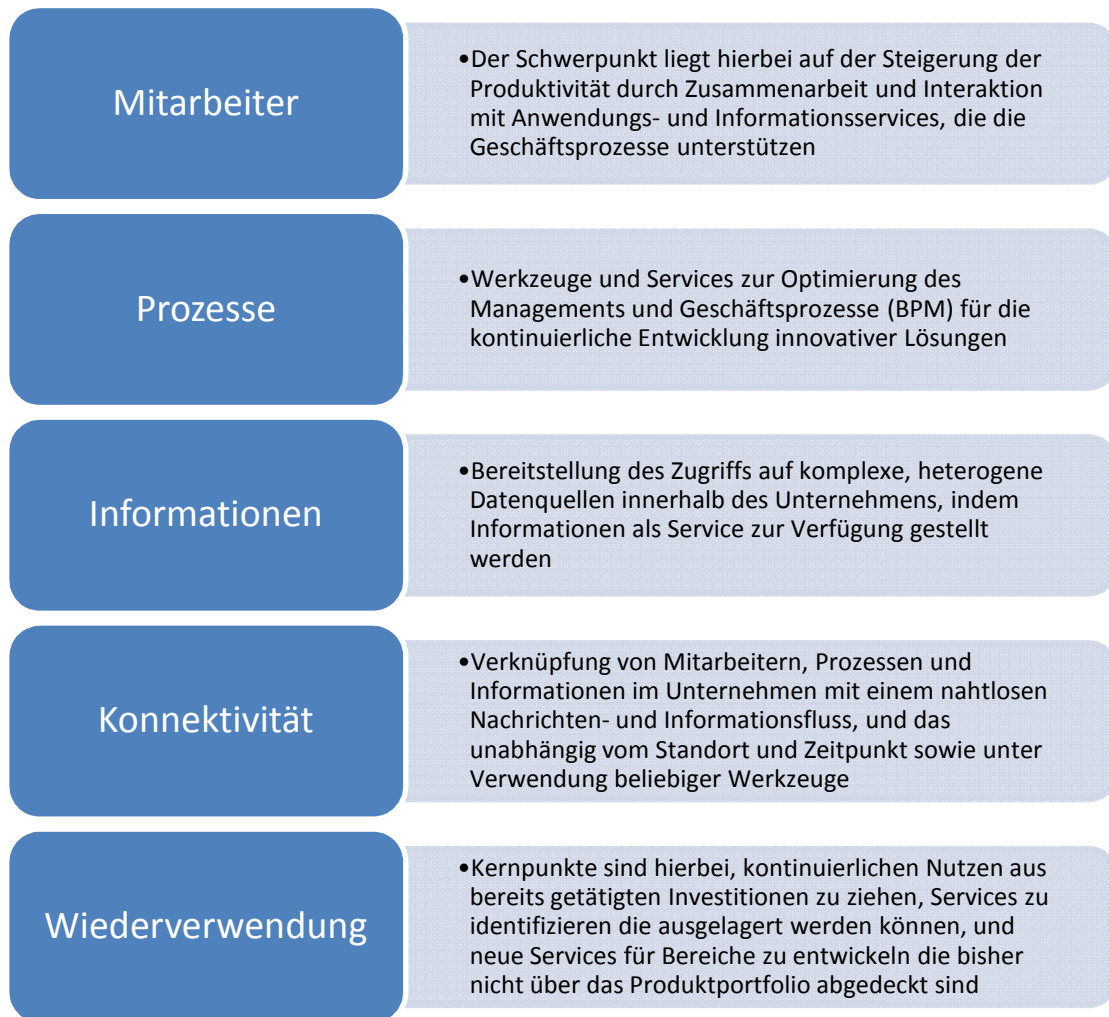 Mitarbeiter
•Der Schwerpunkt liegt hierbei auf der Steigerung der
Produktivität durch Zusammenarbeit und Interaktion
mit Anwendungs- und Informationsservices, die die
Geschäftsprozesse unterstützen
Prozesse
•Werkzeuge und Services zur Optimierung des
Managements und Geschäftsprozesse (BPM) für die
kontinuierliche Entwicklung innovativer Lösungen
Informationen
•Bereitstellung des Zugriffs auf komplexe, heterogene
Datenquellen innerhalb des Unternehmens, indem
Informationen als Service zur Verfügung gestellt
werden
Konnektivität
•Verknüpfung von Mitarbeitern, Prozessen und
Informationen im Unternehmen mit einem nahtlosen
Nachrichten- und Informationsfluss, und das
unabhängig vom Standort und Zeitpunkt sowie unter
Verwendung beliebiger Werkzeuge
Wiederverwendung
•Kernpunkte sind hierbei, kontinuierlichen Nutzen aus
bereits getätigten Investitionen zu ziehen, Services zu
identifizieren die ausgelagert werden können, und
neue Services für Bereiche zu entwickeln die bisher
nicht über das Produktportfolio abgedeckt sind